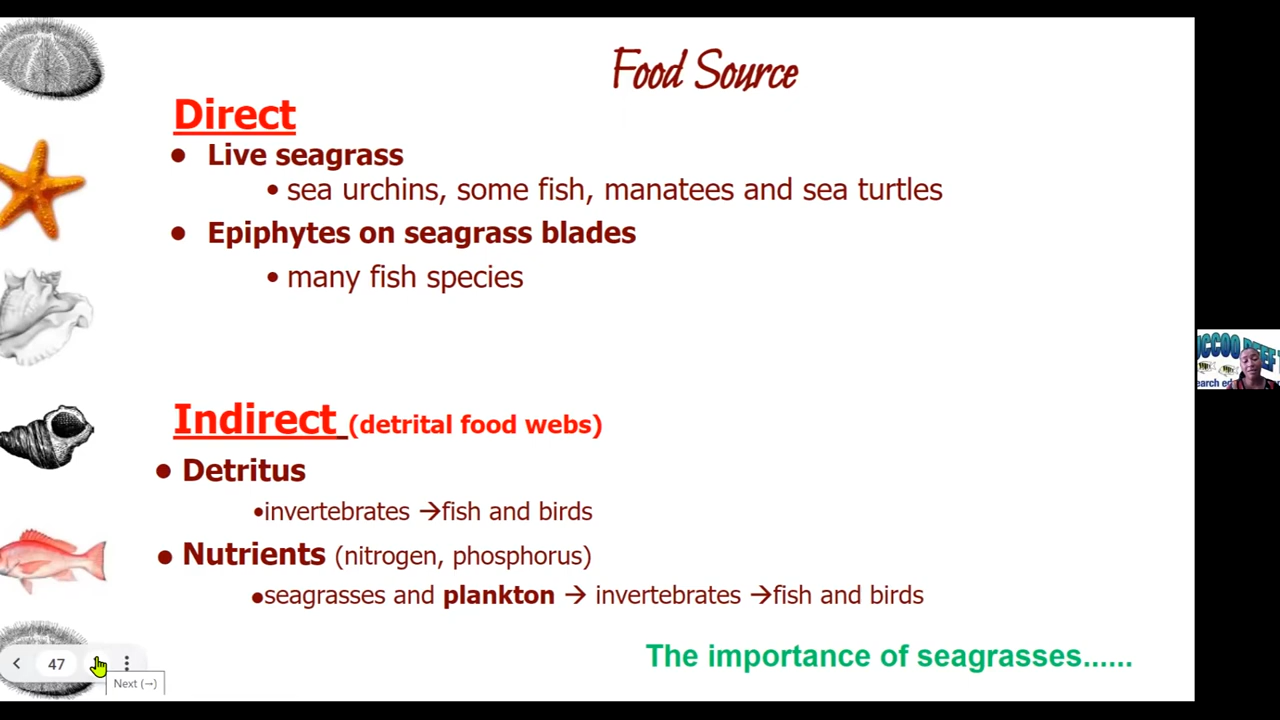 Food Source
Direct
• Live seagrass
• sea urchins, some fish, manatees and sea turtles
• Epiphytes on seagrass blades
• many fish species
Indirect (detrital food webs)
• Detritus
•invertebrates →fish and birds
• Nutrients (nitrogen, phosphorus)
•seagrasses and plankton → invertebrates →fish and birds
The importance of seagrasses......
47
Next (→)
UCCOO REEF